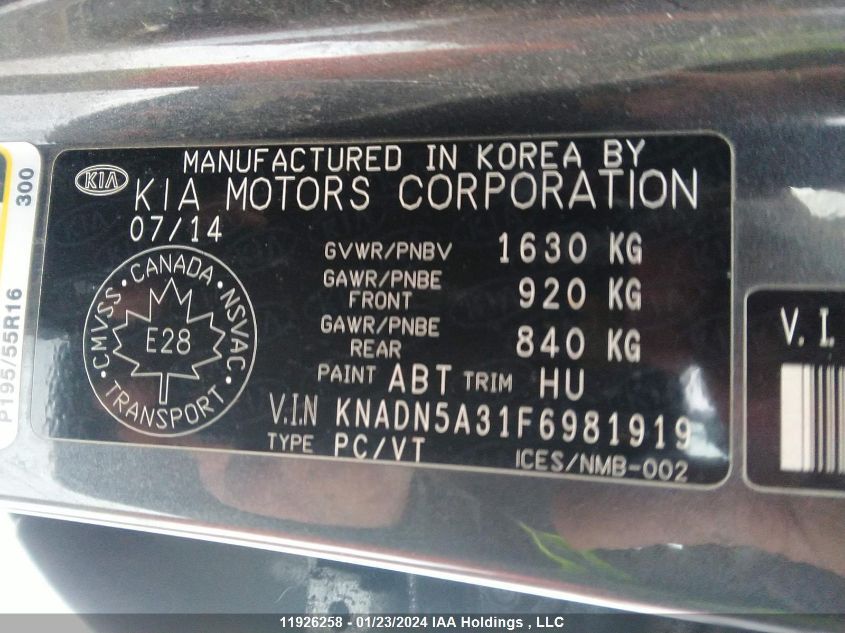 MANUFACTURED IN KOREA BY
KIA
KIA MOTORS CORPORATION
07/14
GVWR/PNBV 1630 KG
GAWR/PNBE FRONT 920 KG
GAWR/PNBE REAR 840 KG
PAINT ABT TRIM HU
V.I.N KNADN5A31F6981919
TYPE PC/VT
ICES/NMB-002
CMVSS · CANADA · NSVAC
E28
TRANSPORT
300
P195/55R16
V.I.
11926258 - 01/23/2024 IAA Holdings , LLC